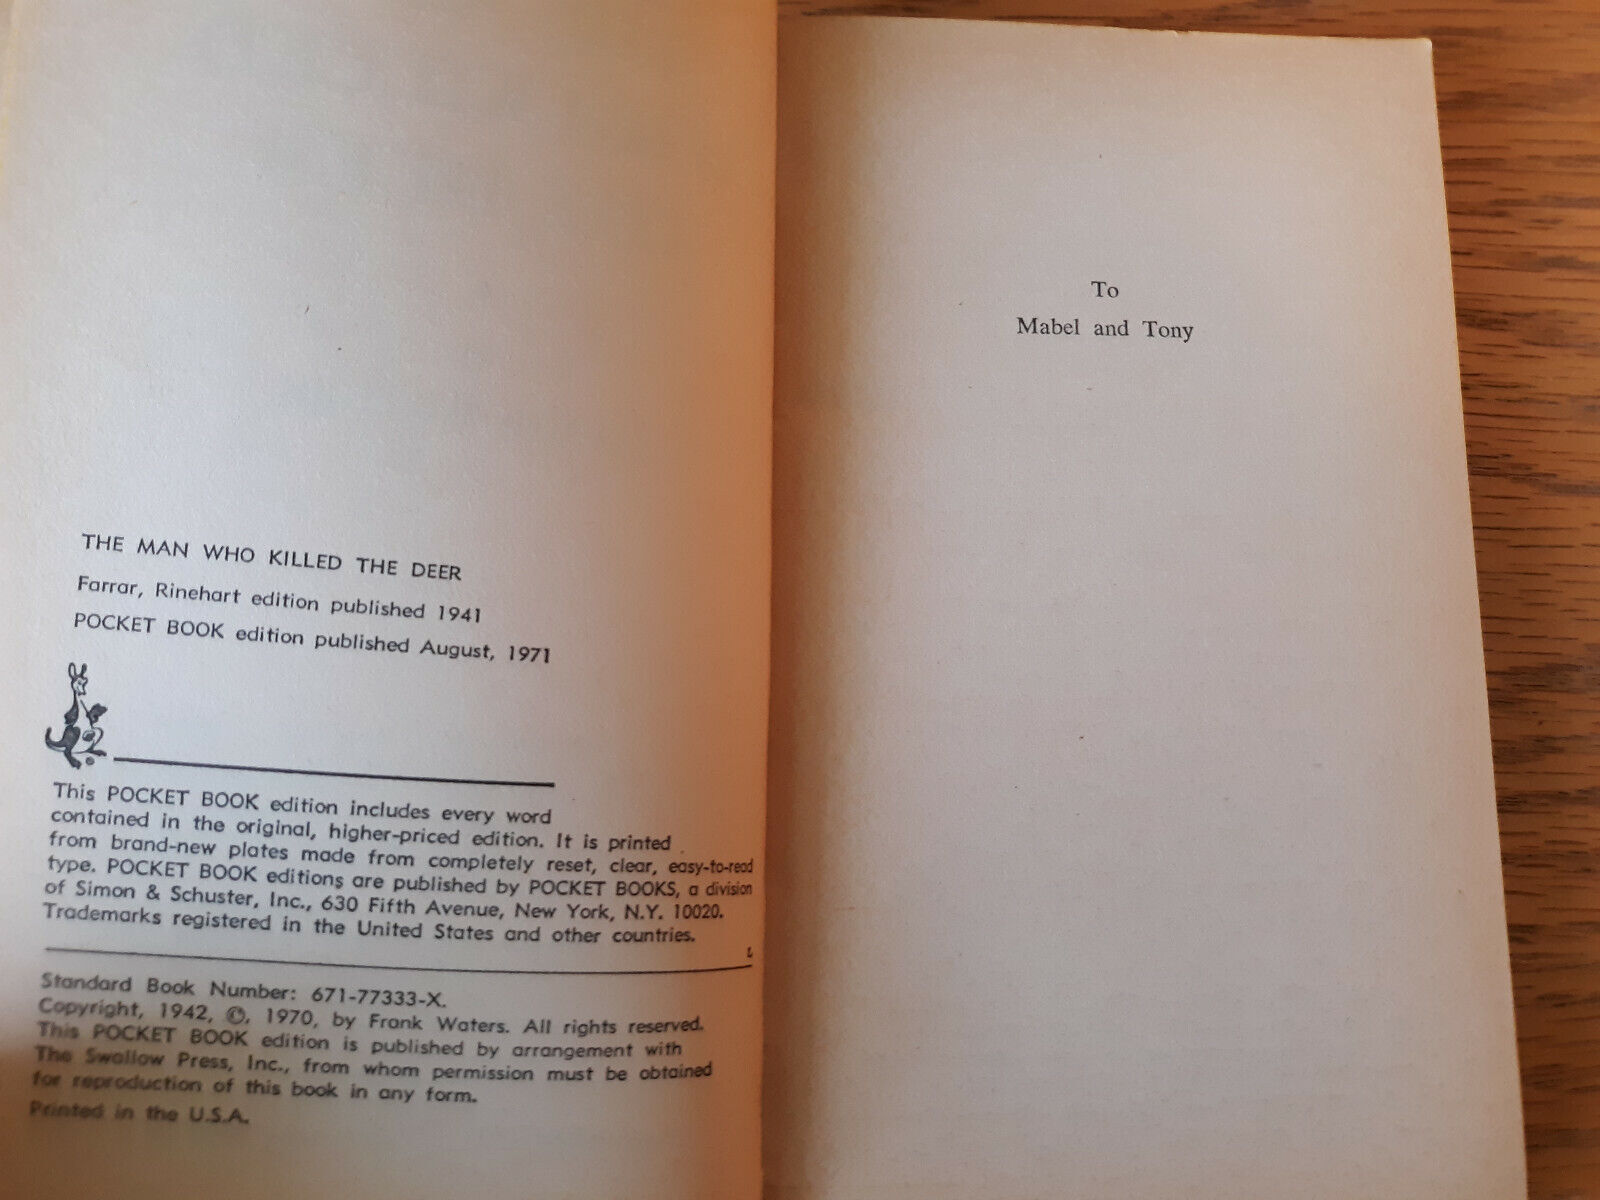 THE MAN WHO KILLED THE DEER
Farrar, Rinehart edition published 1941
POCKET BOOK edition published August, 1971
This POCKET BOOK edition includes every word
contained in the original, higher-priced edition. It is printed
from brand-new plates made from completely reset, clear, easy-to-read
type. POCKET BOOK editions are published by POCKET BOOKS, a division
of Simon & Schuster, Inc., 630 Fifth Avenue, New York, N.Y. 10020.
Trademarks registered in the United States and other countries.
L
Standard Book Number: 671-77333-X.
Copyright, 1942, ©, 1970, by Frank Waters. All rights reserved.
This POCKET BOOK edition is published by arrangement with
The Swallow Press, Inc., from whom permission must be obtained
for reproduction of this book in any form.
Printed in the U.S.A.
To
Mabel and Tony